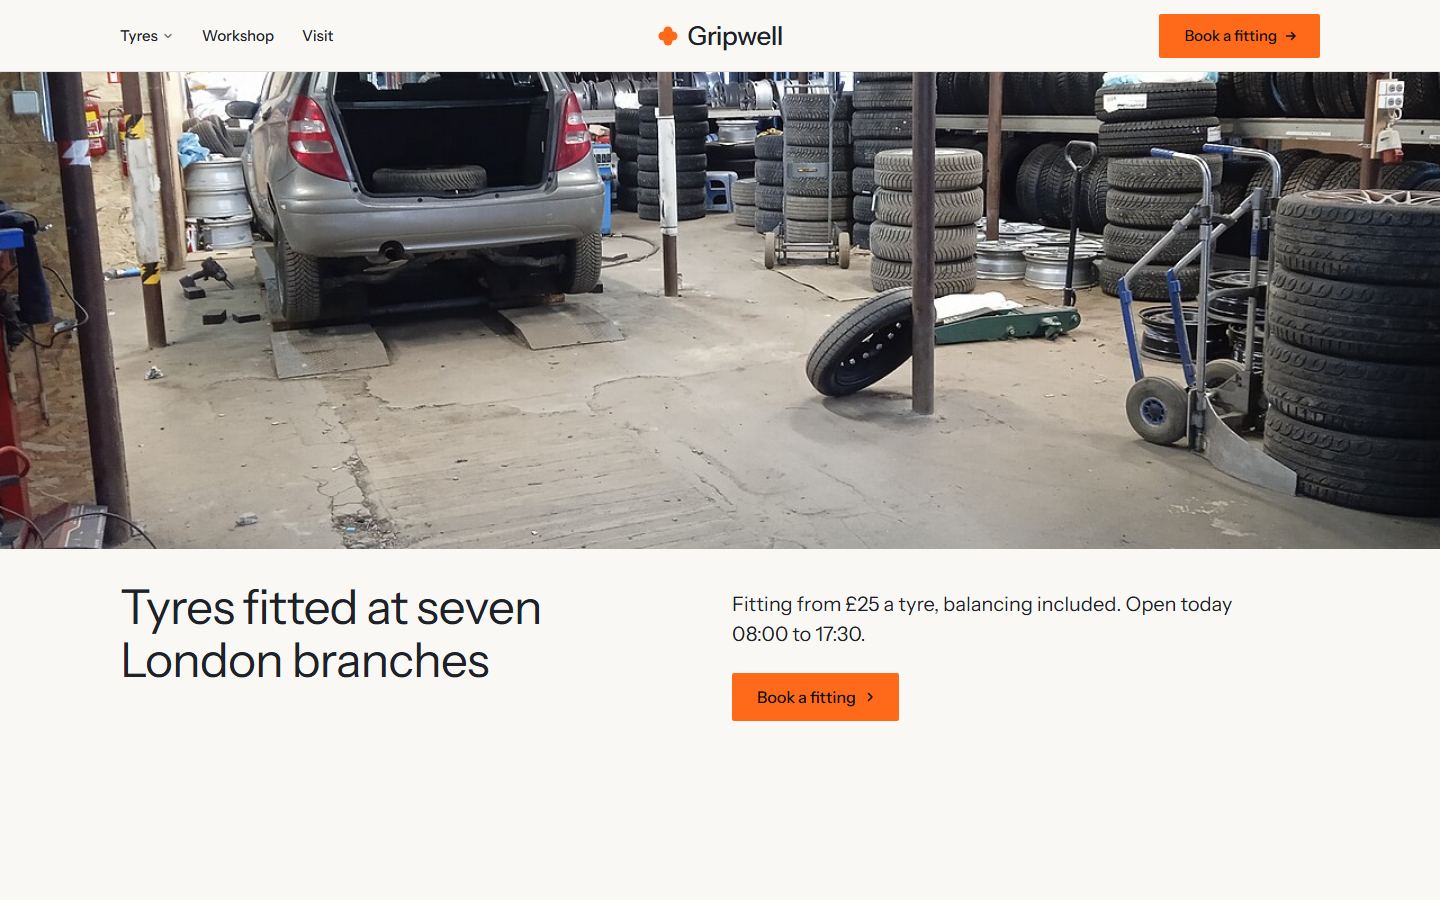 Tyres
Workshop
Visit
Gripwell
Book a fitting
Tyres fitted at seven
London branches
Fitting from £25 a tyre, balancing included. Open today
08:00 to 17:30.
Book a fitting